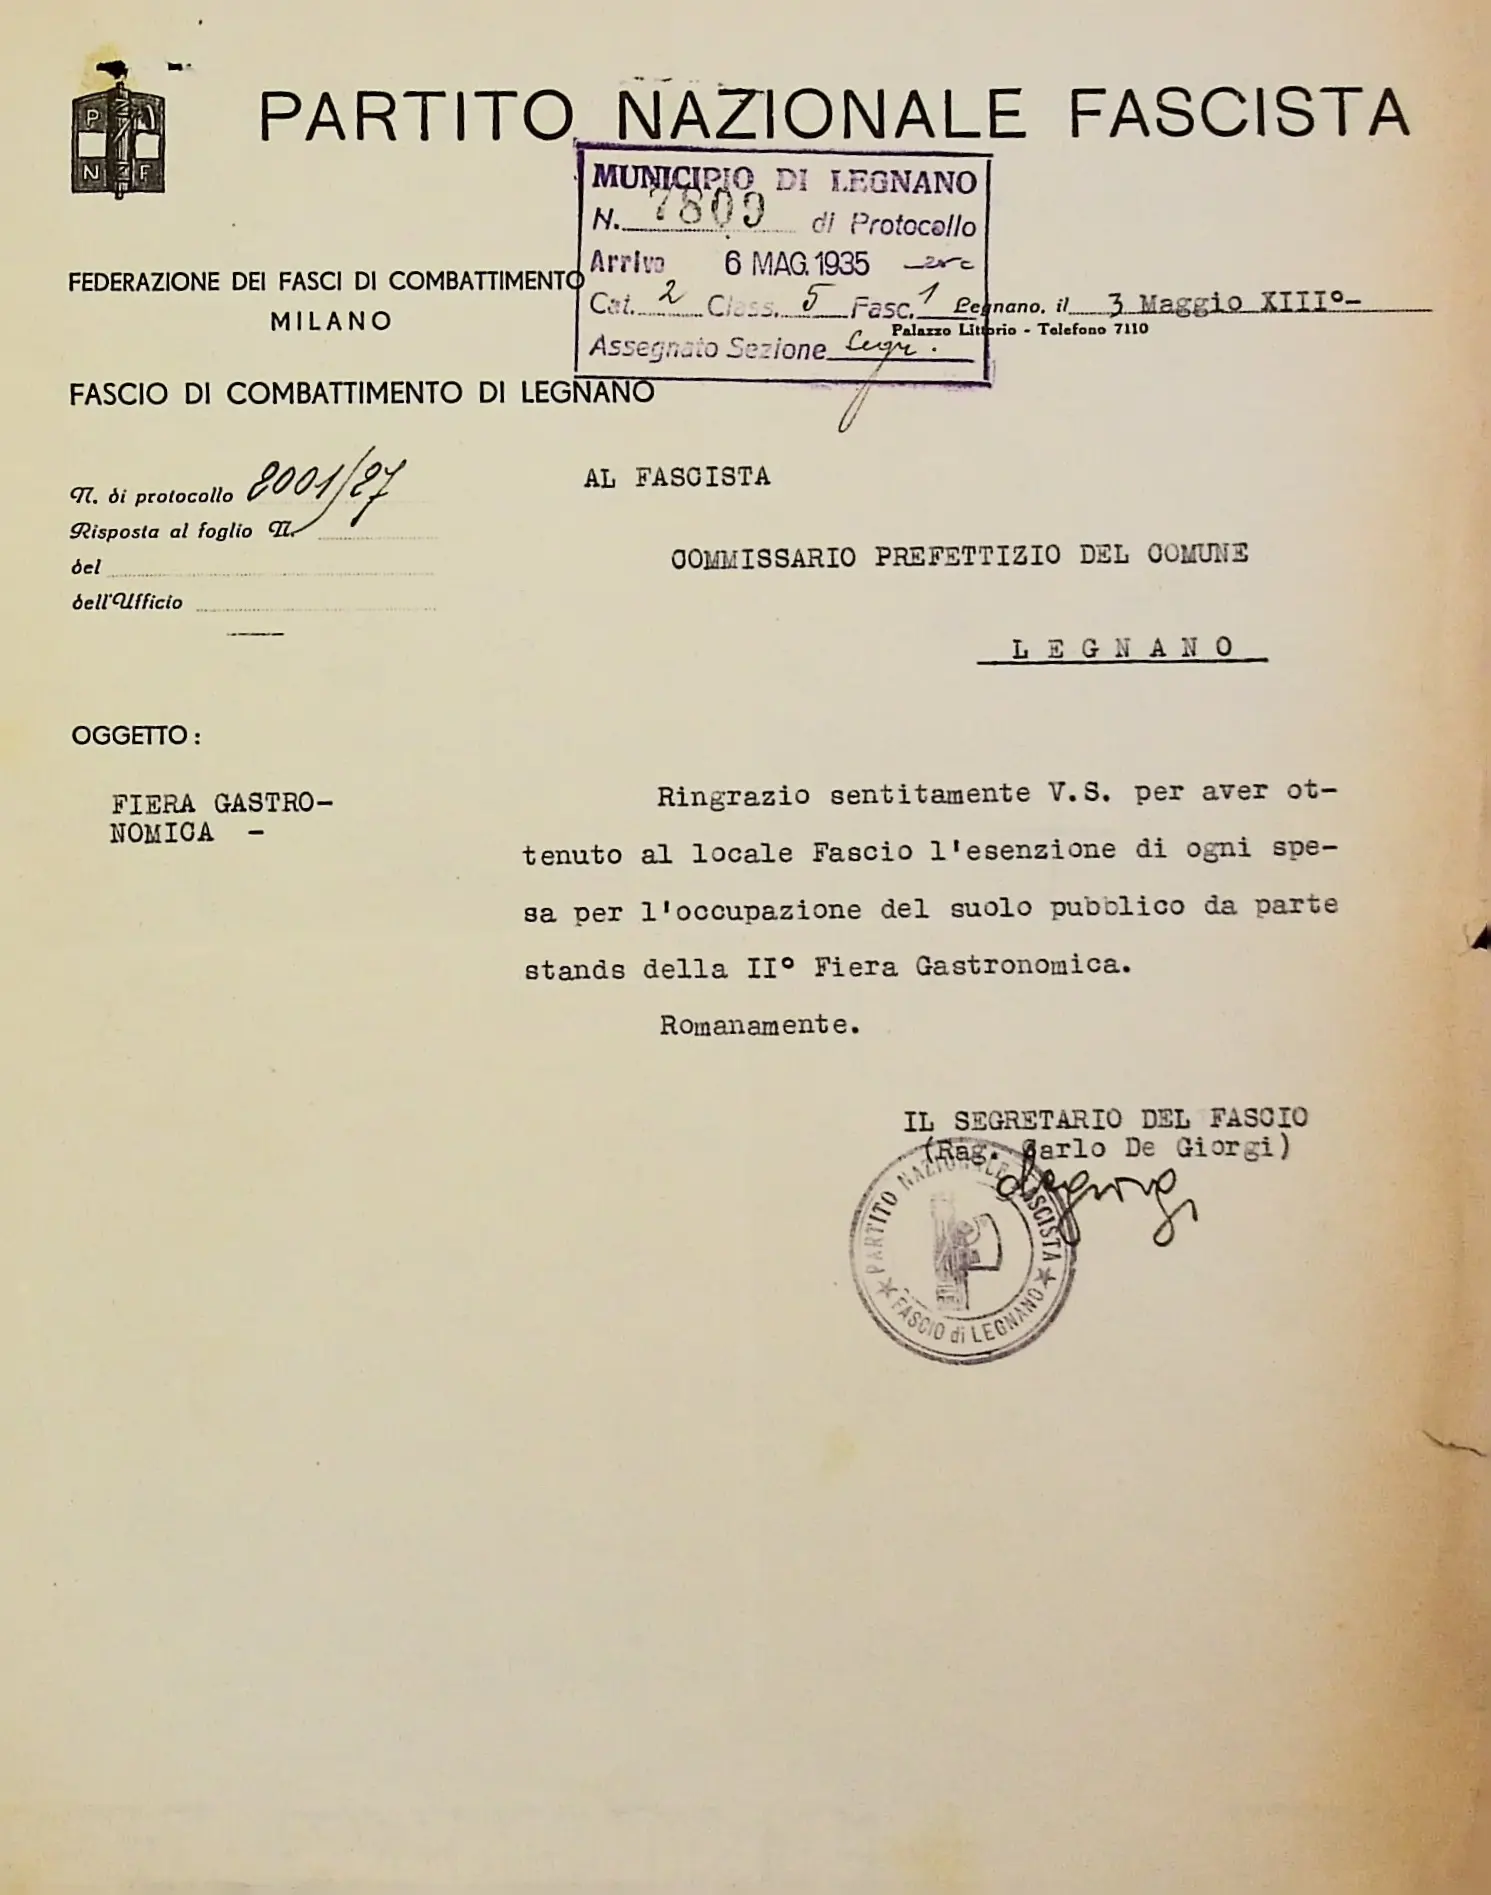 P N F
PARTITO NAZIONALE FASCISTA
MUNICIPIO DI LEGNANO
N. 7809 di Protocollo
Arrivo 6 MAG. 1935
Cat. 2 Class. 5 Fasc. 1
Assegnato Sezione
FEDERAZIONE DEI FASCI DI COMBATTIMENTO
MILANO
Legnano, il 3 Maggio XIII°-
Palazzo Littorio - Telefono 7110
FASCIO DI COMBATTIMENTO DI LEGNANO
N. di protocollo 2001/27
Risposta al foglio N.
del
dell'Ufficio
AL FASCISTA
COMMISSARIO PREFETTIZIO DEL COMUNE
L E G N A N O
OGGETTO:
FIERA GASTRO-
NOMICA -
Ringrazio sentitamente V.S. per aver ot-
tenuto al locale Fascio l'esenzione di ogni spe-
sa per l'occupazione del suolo pubblico da parte
stands della II° Fiera Gastronomica.
Romanamente.
IL SEGRETARIO DEL FASCIO
(Rag. Carlo De Giorgi)
PARTITO NAZIONALE FASCISTA
FASCIO di LEGNANO